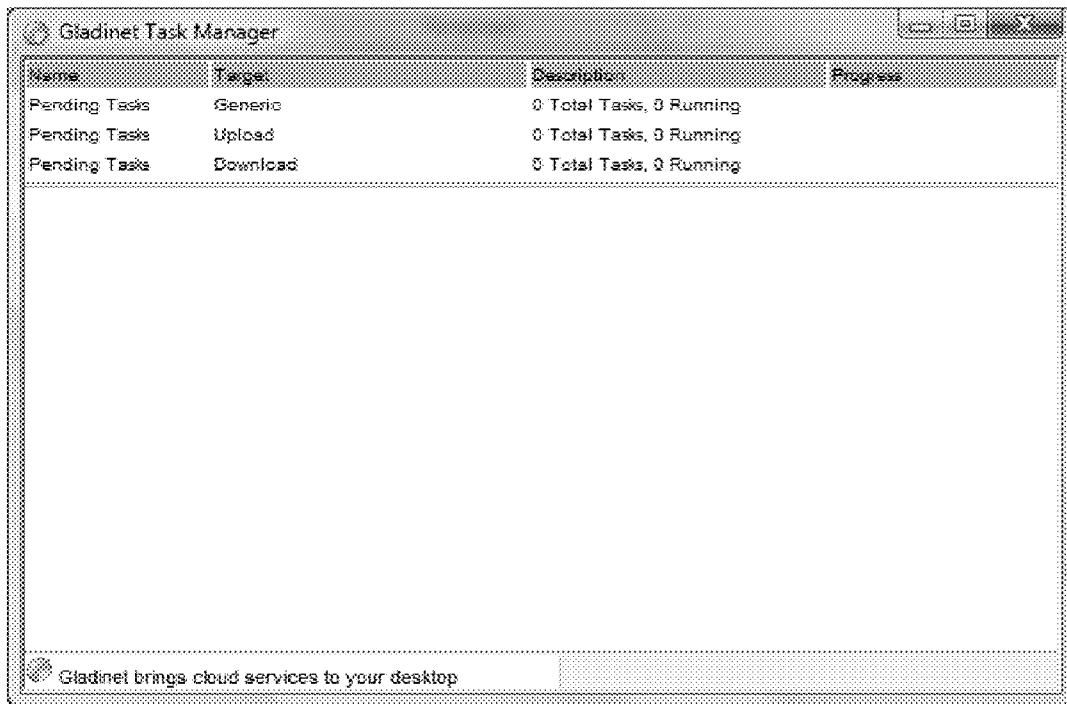 Gladinet Task Manager
Name Target Description Progress
Pending Tasks Generic 0 Total Tasks, 0 Running
Pending Tasks Upload 0 Total Tasks, 0 Running
Pending Tasks Download 0 Total Tasks, 0 Running
Gladinet brings cloud services to your desktop